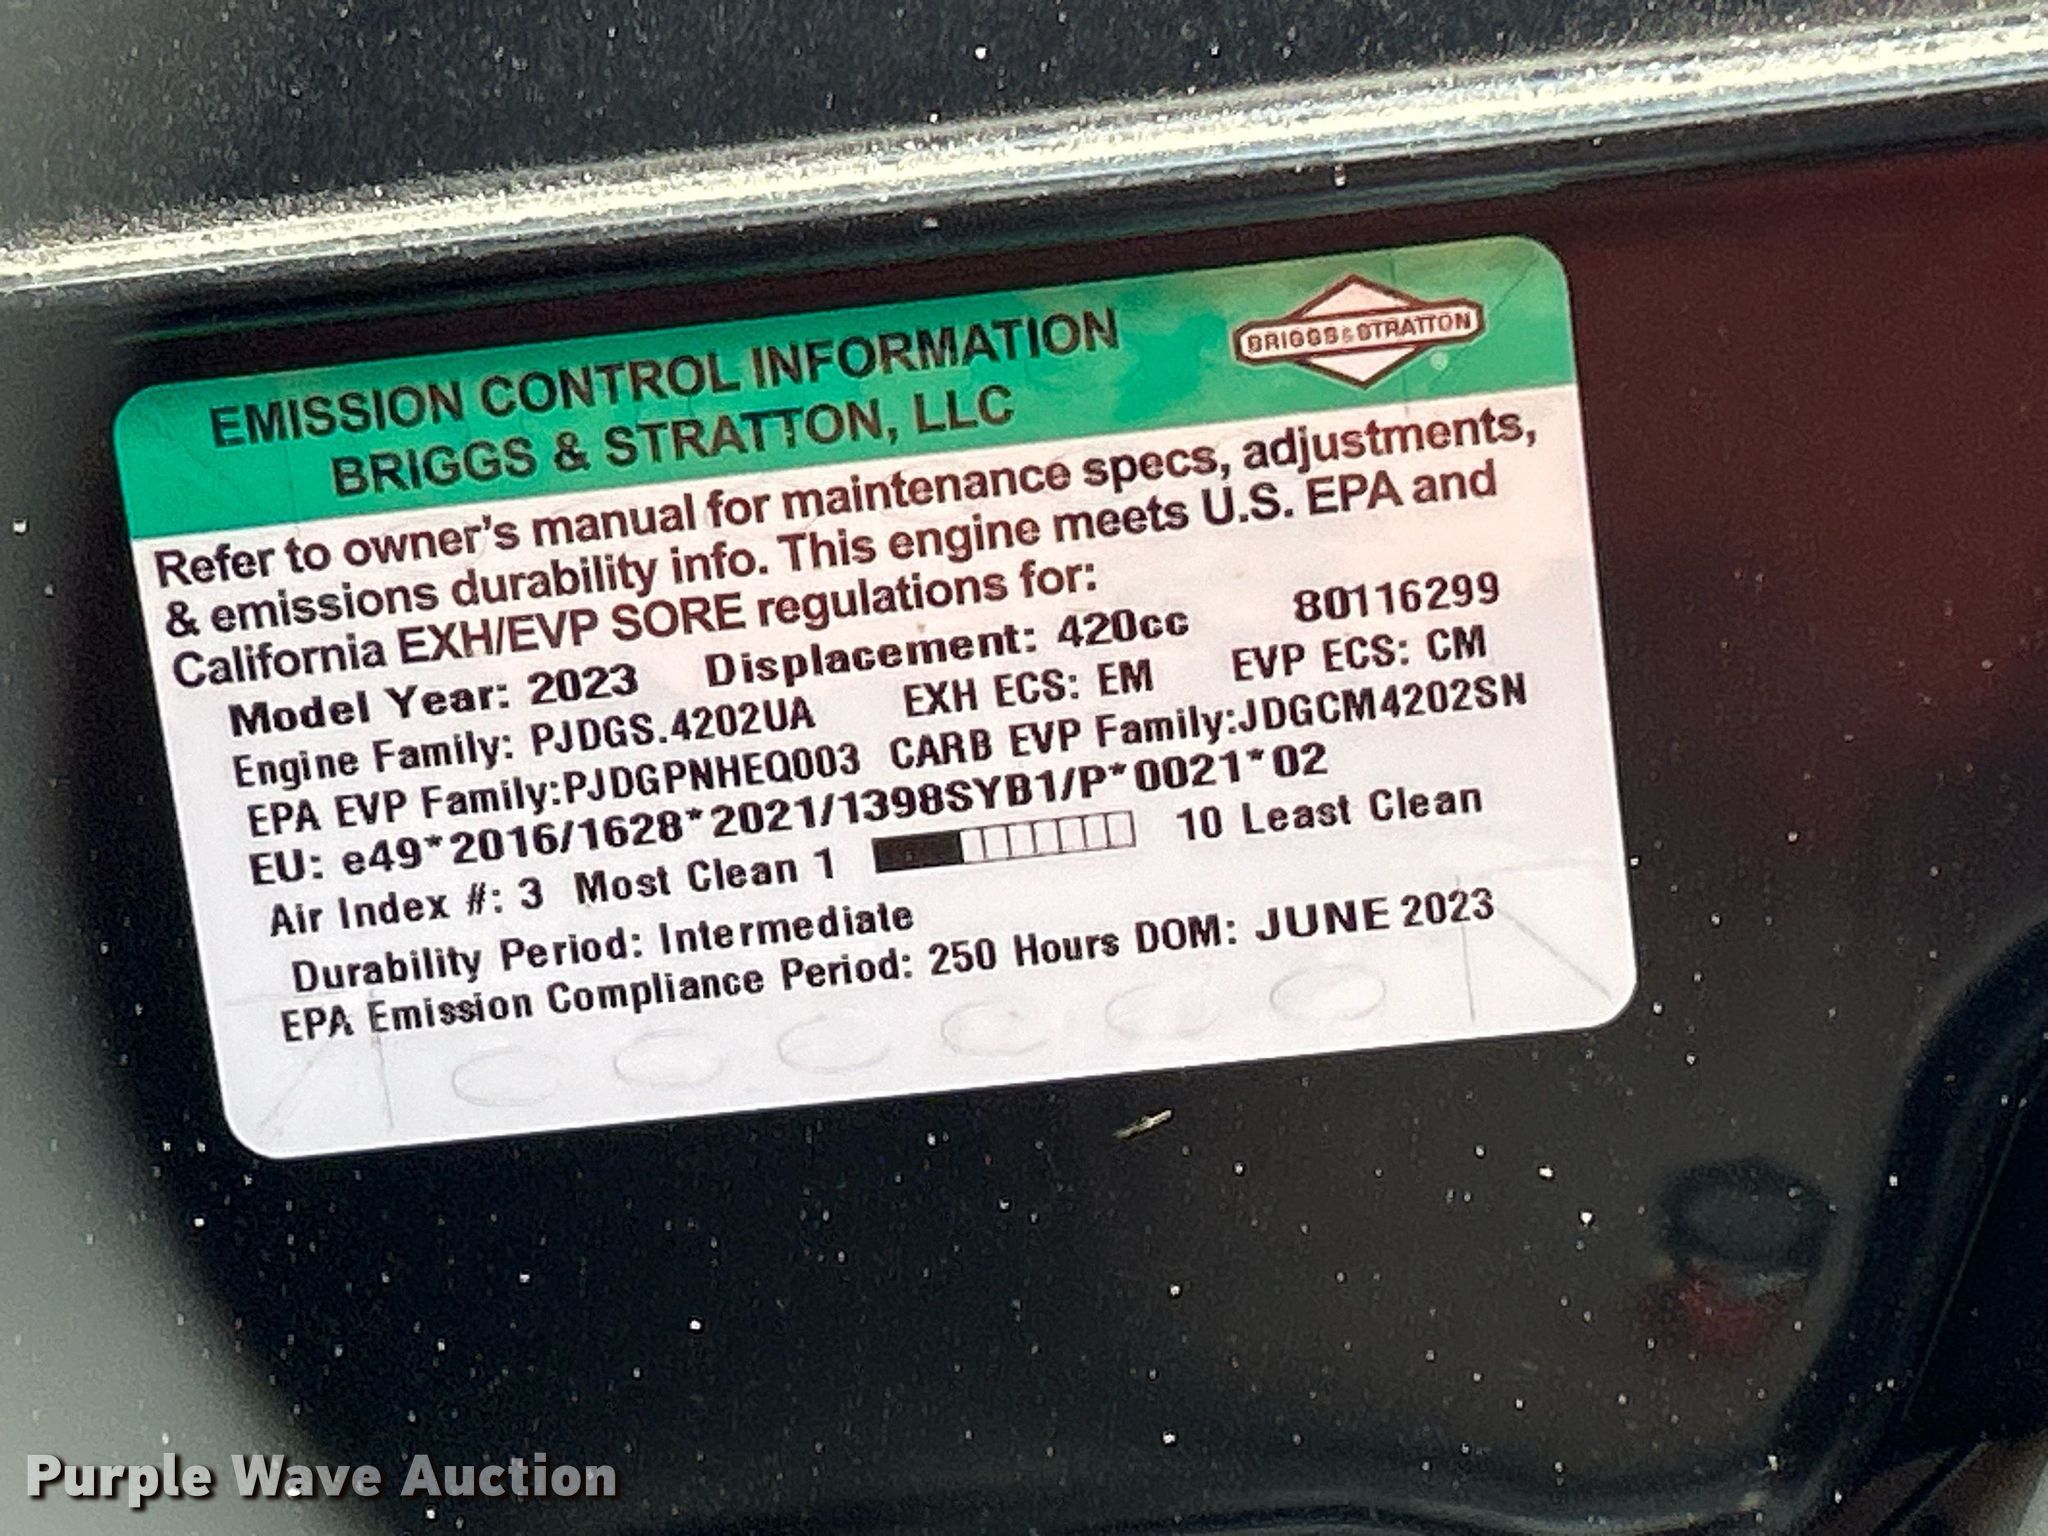 EMISSION CONTROL INFORMATION
BRIGGS & STRATTON, LLC
BRIGGS&STRATTON
Refer to owner's manual for maintenance specs, adjustments,
& emissions durability info. This engine meets U.S. EPA and
California EXH/EVP SORE regulations for:
80116299
Model Year: 2023 Displacement: 420cc
Engine Family: PJDGS.4202UA EXH ECS: EM EVP ECS: CM
EPA EVP Family:PJDGPNHEQ003 CARB EVP Family:JDGCM4202SN
EU: e49*2016/1628*2021/1398SYB1/P*0021*02
Air Index #: 3 Most Clean 1 10 Least Clean
Durability Period: Intermediate
EPA Emission Compliance Period: 250 Hours DOM: JUNE 2023
Purple Wave Auction